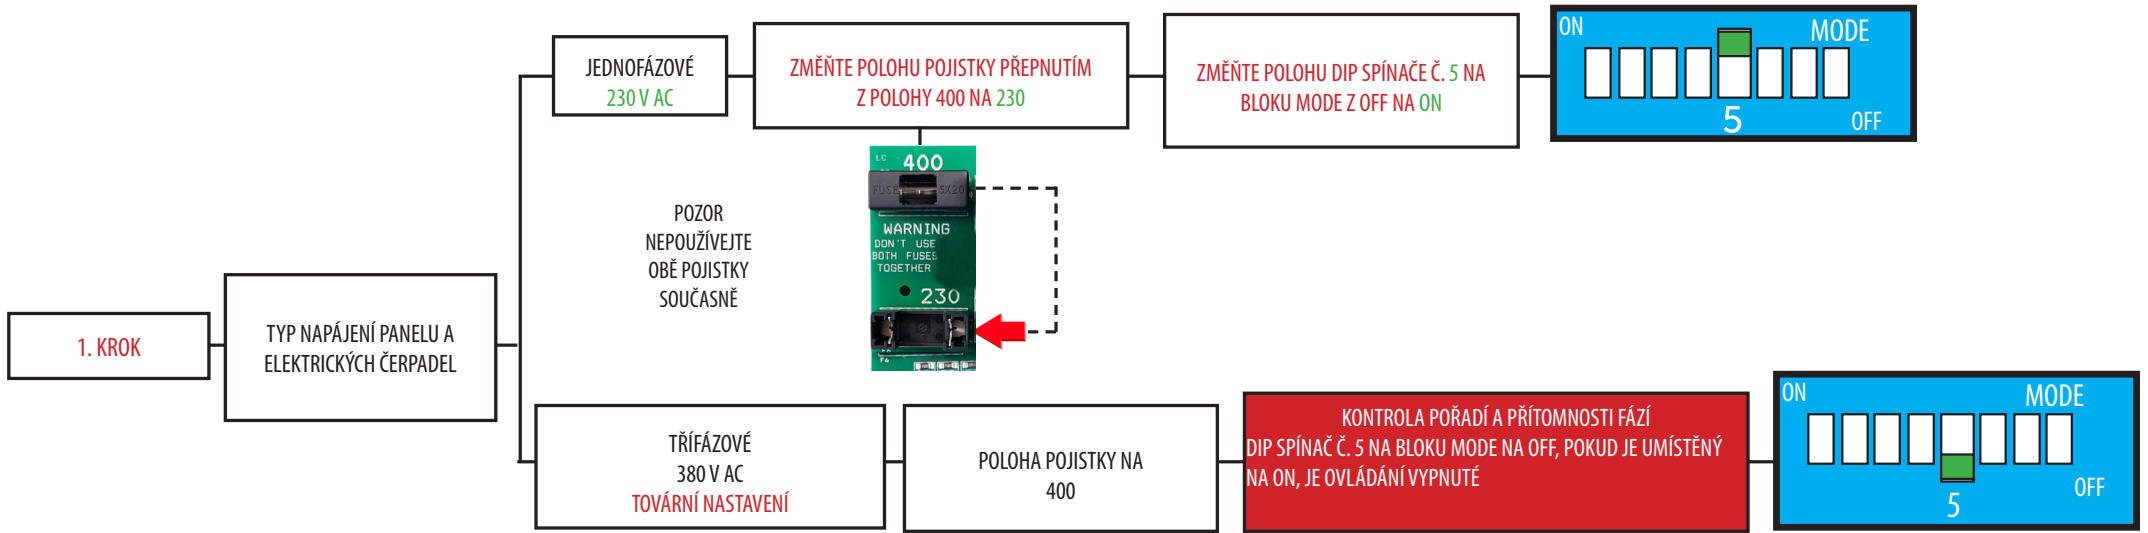 1. KROK
TYP NAPÁJENÍ PANELU A
ELEKTRICKÝCH ČERPADEL
JEDNOFÁZOVÉ
230 V AC
ZMĚŇTE POLOHU POJISTKY PŘEPNUTÍM
Z POLOHY 400 NA 230
ZMĚŇTE POLOHU DIP SPÍNAČE Č. 5 NA
BLOKU MODE Z OFF NA ON
ON
MODE
5
OFF
POZOR
NEPOUŽÍVEJTE
OBĚ POJISTKY
SOUČASNĚ
LC
400
FUSE 5X20
WARNING
DON'T USE
BOTH FUSES
TOGETHER
230
F6
TŘÍFÁZOVÉ
380 V AC
TOVÁRNÍ NASTAVENÍ
POLOHA POJISTKY NA
400
KONTROLA POŘADÍ A PŘÍTOMNOSTI FÁZÍ
DIP SPÍNAČ Č. 5 NA BLOKU MODE NA OFF, POKUD JE UMÍSTĚNÝ
NA ON, JE OVLÁDÁNÍ VYPNUTÉ
ON
MODE
5
OFF